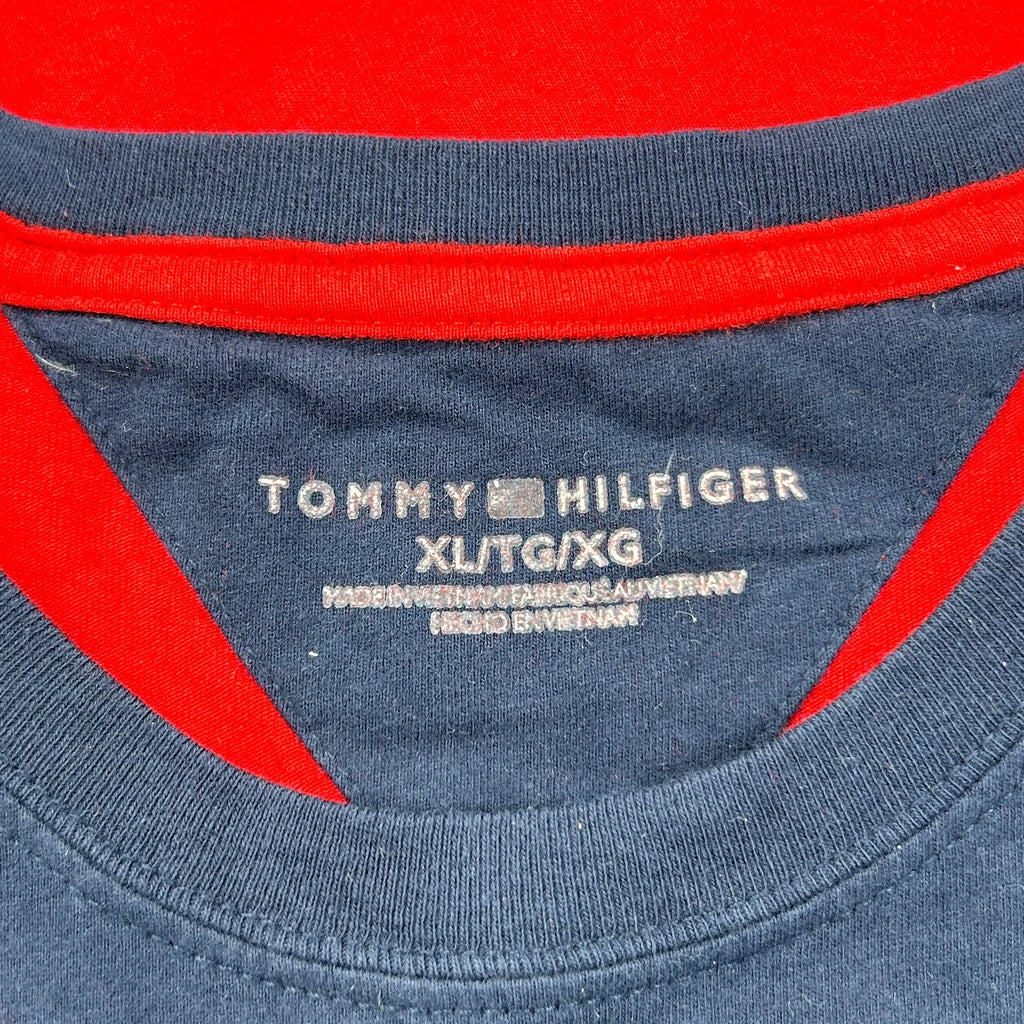 TOMMY HILFIGER
XL/TG/XG
MADE IN VIETNAM/FABRIQUÉ AU VIETNAM/
HECHO EN VIETNAM